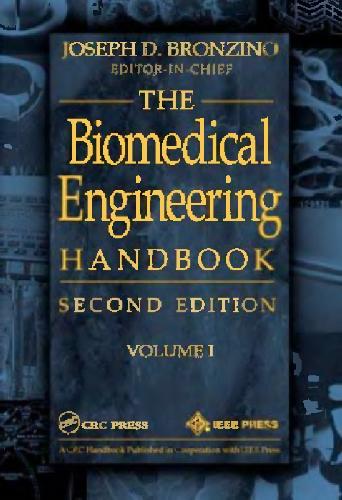 JOSEPH D. BRONZINO
EDITOR-IN-CHIEF
THE
Biomedical
Engineering
HANDBOOK
SECOND EDITION
VOLUME I
CRC PRESS
IEEE PRESS
A CRC Handbook Published in Cooperation with IEEE Press